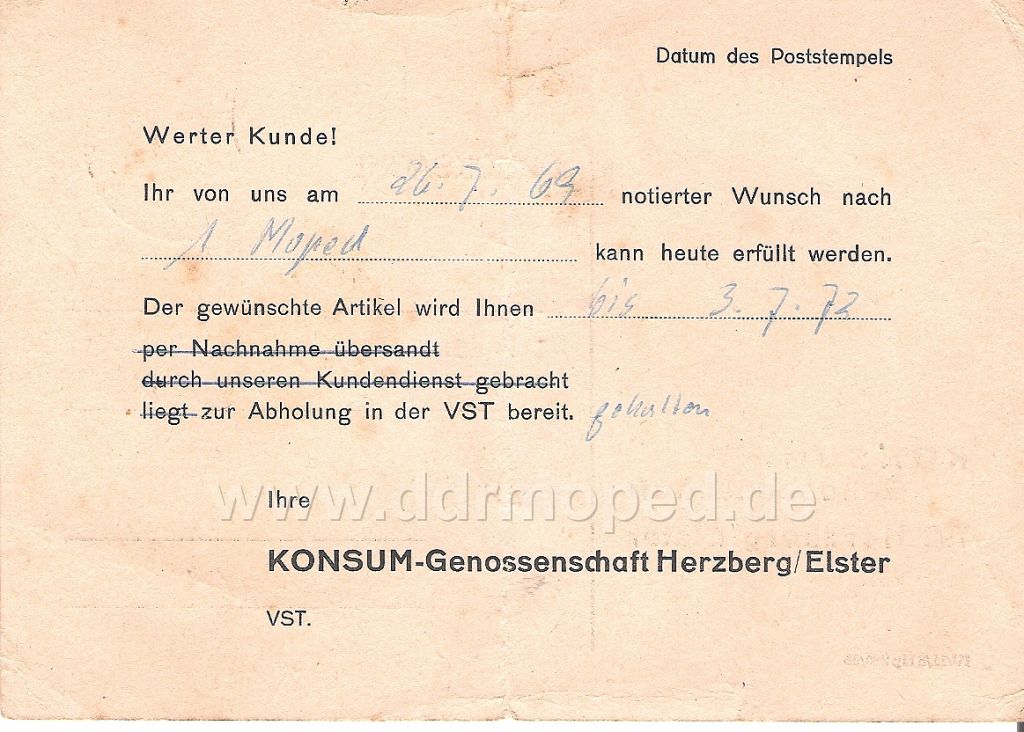 Datum des Poststempels
Werter Kunde!
Ihr von uns am 26. 7. 69 notierter Wunsch nach
1 Moped kann heute erfüllt werden.
Der gewünschte Artikel wird Ihnen bis 3. 7. 72
per Nachnahme übersandt
durch unseren Kundendienst gebracht
liegt zur Abholung in der VST bereit. gehalten
www.ddrmoped.de
Ihre
KONSUM-Genossenschaft Herzberg/Elster
VST.